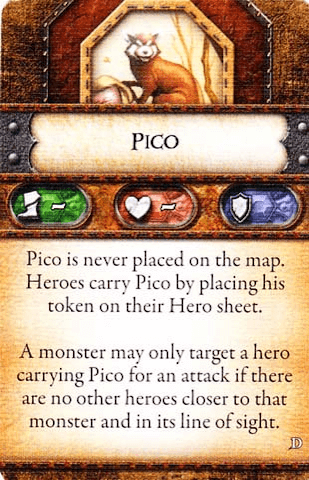 PICO
-
-
Pico is never placed on the map.
Heroes carry Pico by placing his
token on their Hero sheet.
A monster may only target a hero
carrying Pico for an attack if there
are no other heroes closer to that
monster and in its line of sight.
D